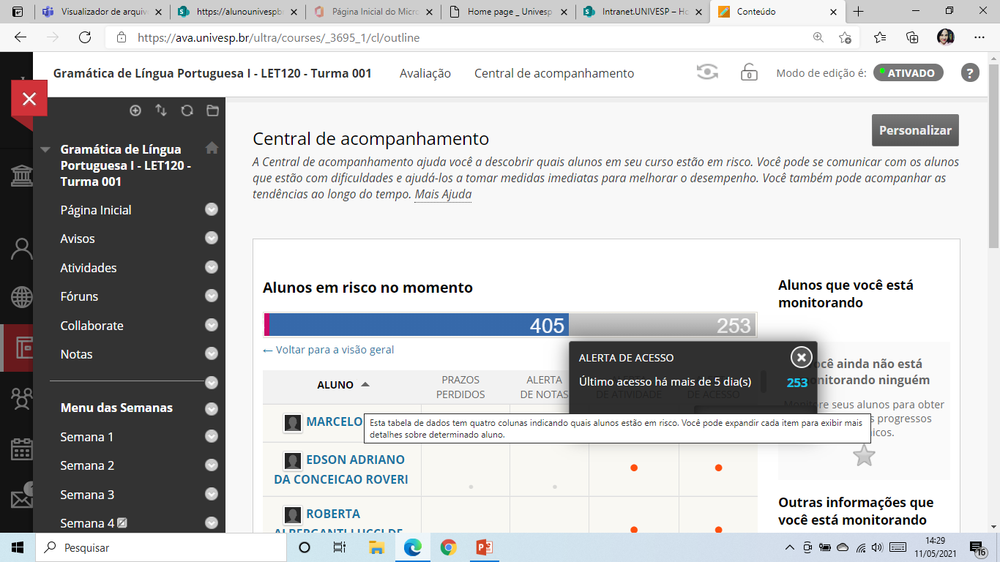 Visualizador de arquiv
https://alunounivespb
Página Inicial do Micro
Home page _ Univesp
Intranet.UNIVESP – Ho
Conteúdo
https://ava.univesp.br/ultra/courses/_3695_1/cl/outline
Gramática de Língua Portuguesa I - LET120 - Turma 001
Avaliação
Central de acompanhamento
Modo de edição é:
ATIVADO
?
Gramática de Língua
Portuguesa I - LET120 -
Turma 001
Página Inicial
Avisos
Atividades
Fóruns
Collaborate
Notas
Menu das Semanas
Semana 1
Semana 2
Semana 3
Semana 4
Personalizar
Central de acompanhamento
A Central de acompanhamento ajuda você a descobrir quais alunos em seu curso estão em risco. Você pode se comunicar com os alunos
que estão com dificuldades e ajudá-los a tomar medidas imediatas para melhorar o desempenho. Você também pode acompanhar as
tendências ao longo do tempo. Mais Ajuda
Alunos em risco no momento
405
253
← Voltar para a visão geral
ALUNO
PRAZOS
PERDIDOS
ALERTA
DE NOTAS
ALERTA
DE ATIVIDADE
DE ACESSO
ALERTA DE ACESSO
Último acesso há mais de 5 dia(s)
253
MARCELO
Esta tabela de dados tem quatro colunas indicando quais alunos estão em risco. Você pode expandir cada item para exibir mais
detalhes sobre determinado aluno.
EDSON ADRIANO
DA CONCEICAO ROVERI
ROBERTA
Alunos que você está
monitorando
ocê ainda não está
onitorando ninguém
Monitore seus alunos para obter
progressos
icos.
Outras informações que
você está monitorando
Pesquisar
14:29
11/05/2021
16